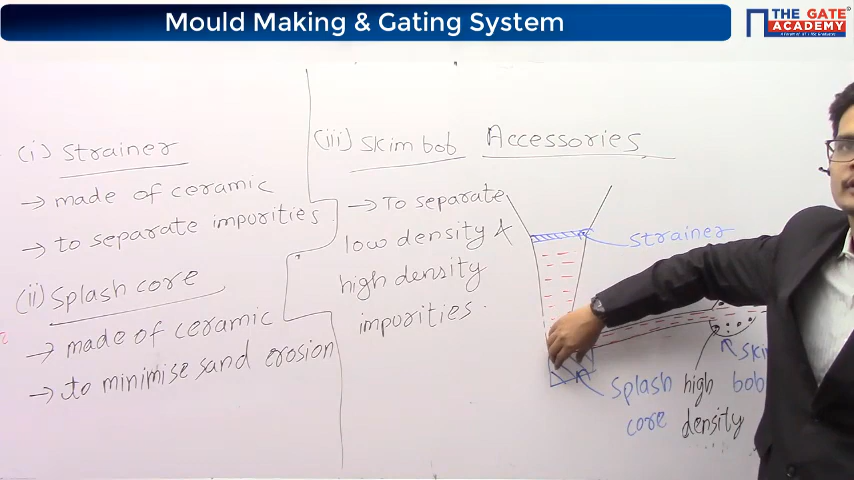 Mould Making & Gating System
THE GATE
ACADEMY
(i) Strainer
→ made of ceramic
→ to separate impurities
(ii) Splash core
→ made of ceramic
→ to minimise sand erosion
(iii) Skim bob
→ To separate
low density &
high density
impurities.
Accessories
strainer
splash
core
high
density
bob